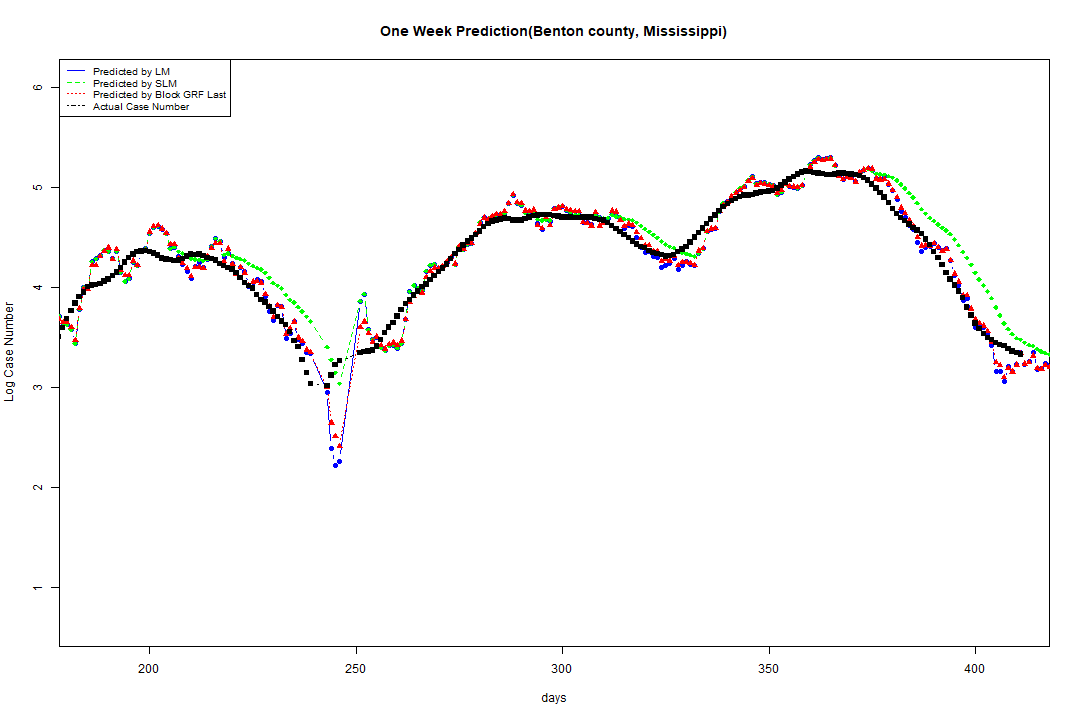 One Week Prediction(Benton county, Mississippi)
Predicted by LM
Predicted by SLM
Predicted by Block GRF Last
Actual Case Number
6
5
4
3
2
1
Log Case Number
200
250
300
350
400
days